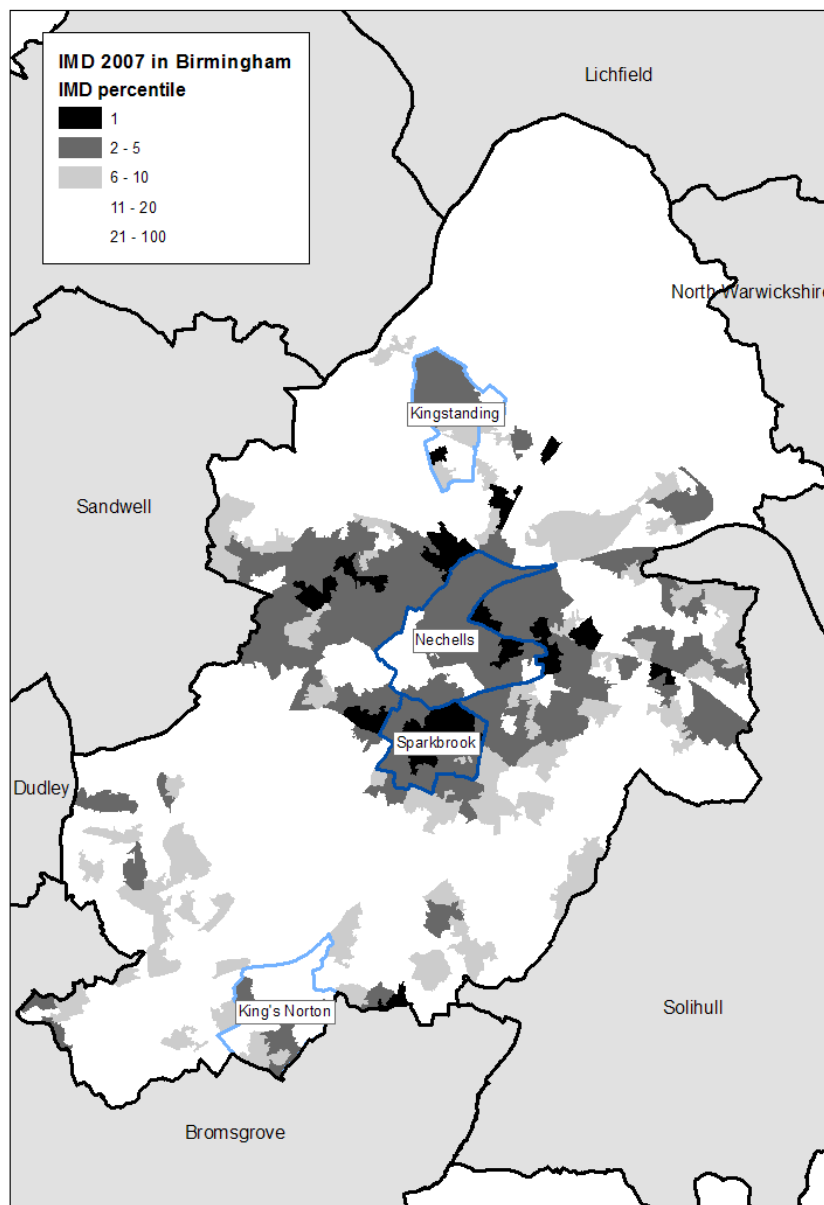 IMD 2007 in Birmingham
IMD percentile
1
2 - 5
6 - 10
11 - 20
21 - 100
Lichfield
North Warwickshire
Kingstanding
Sandwell
Nechells
Sparkbrook
Dudley
King's Norton
Solihull
Bromsgrove